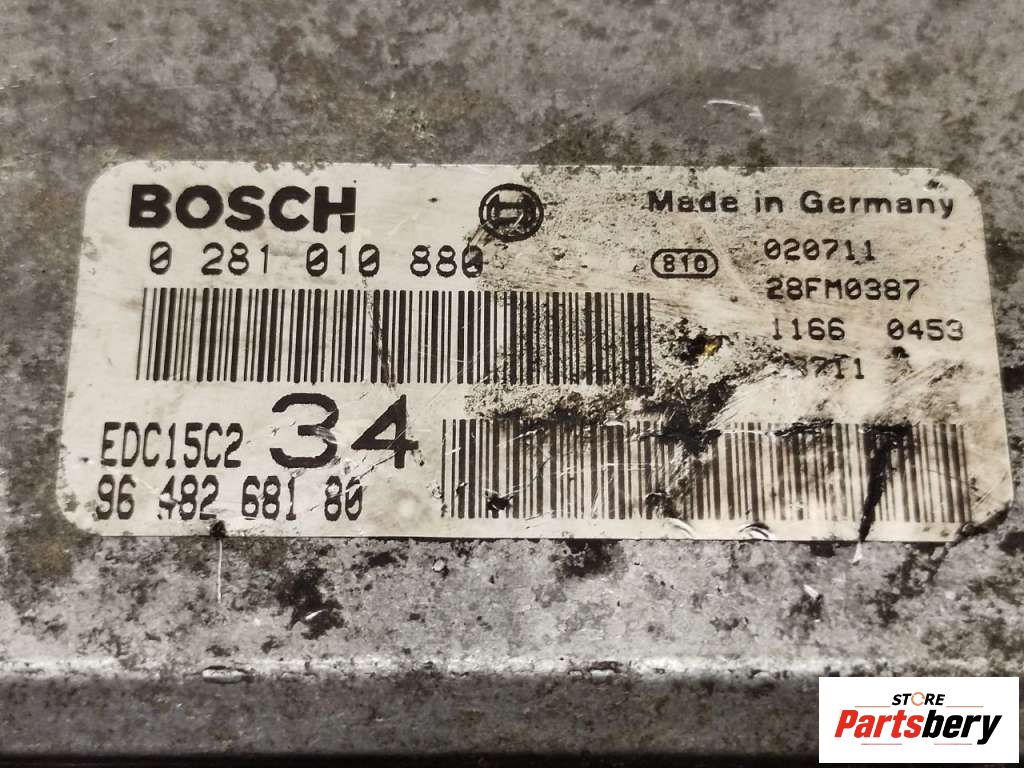 BOSCH
0 281 010 880
Made in Germany
810
020711
28FM0387
1166 0453
EDC15C2 34
96 482 681 80
STORE
Partsbery